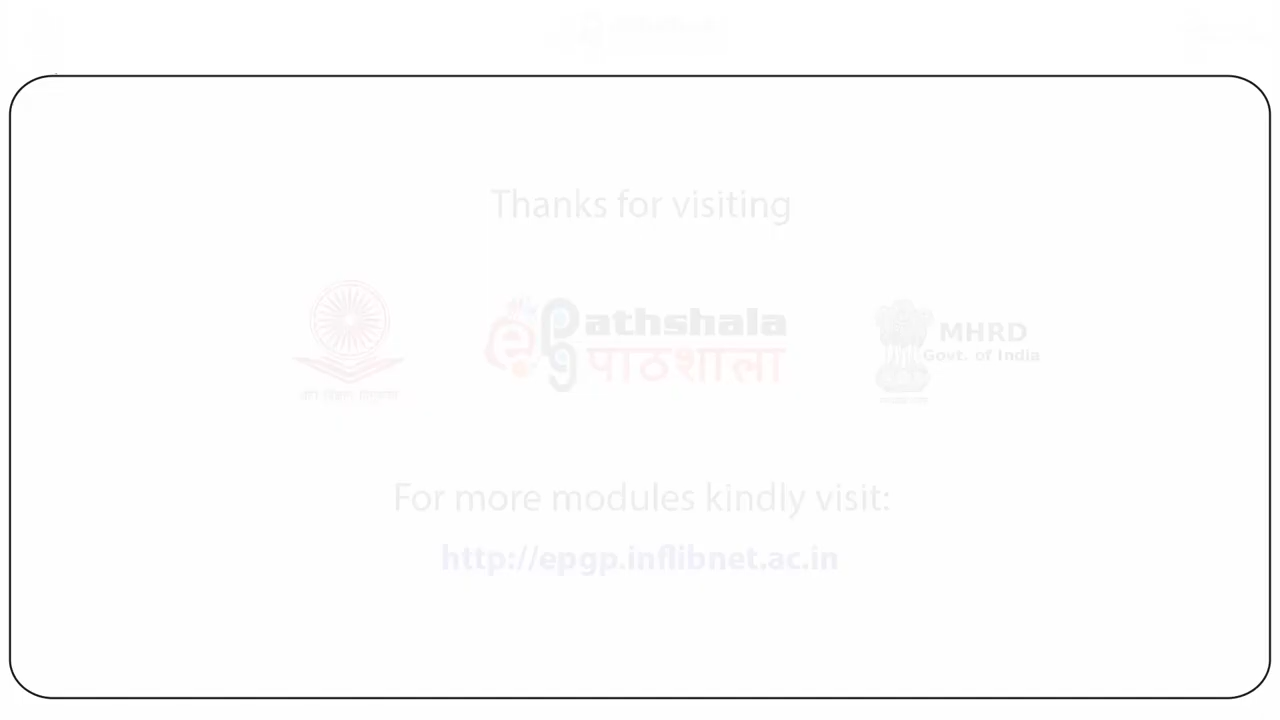 Thanks for visiting
athshala
पाठशाला
MHRD
Govt. of India
For more modules kindly visit:
http://epgp.inflibnet.ac.in